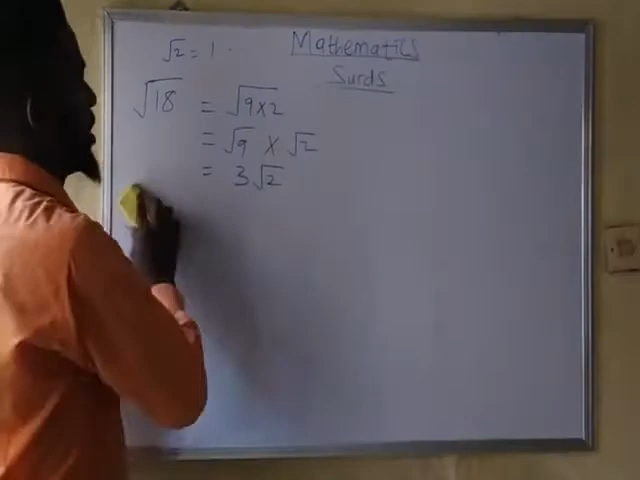 √2 = 1 .
Mathematics
Surds
√18 = √9x2
= √9 x √2
= 3√2